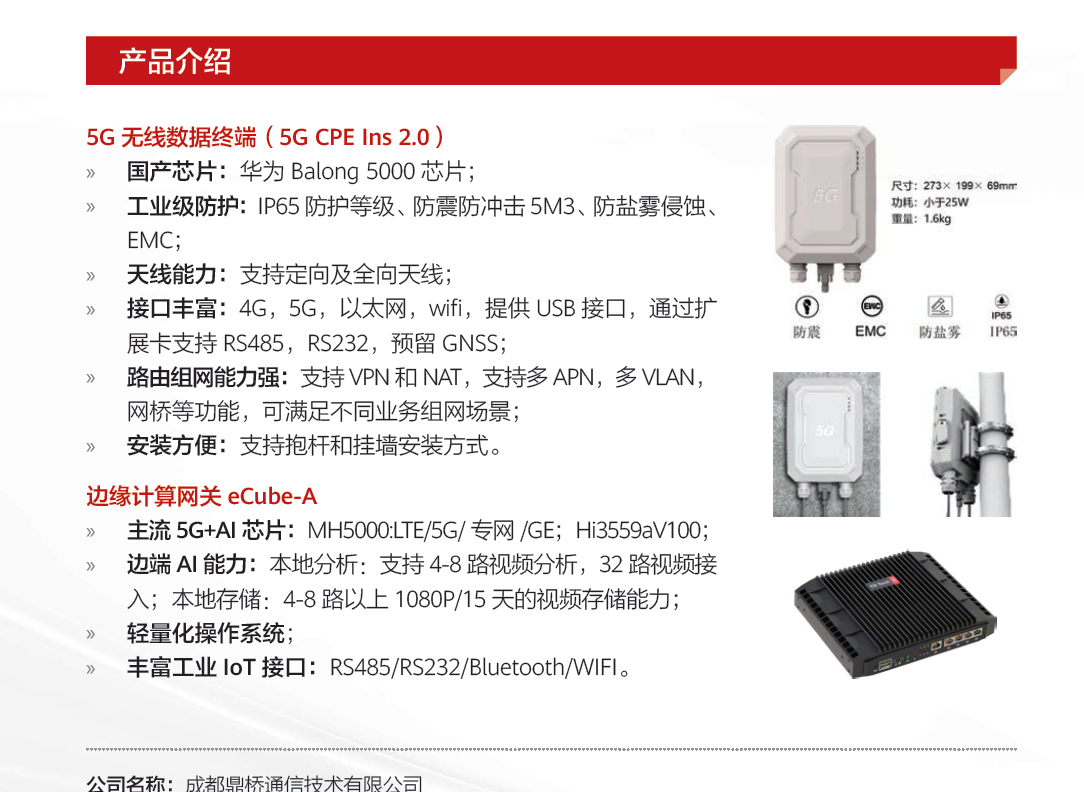 产品介绍
5G 无线数据终端（5G CPE Ins 2.0）
» 国产芯片：华为 Balong 5000 芯片；
» 工业级防护：IP65 防护等级、防震防冲击 5M3、防盐雾侵蚀、
EMC；
» 天线能力：支持定向及全向天线；
» 接口丰富：4G，5G，以太网，wifi，提供 USB 接口，通过扩
展卡支持 RS485，RS232，预留 GNSS；
» 路由组网能力强：支持 VPN 和 NAT，支持多 APN，多 VLAN，
网桥等功能，可满足不同业务组网场景；
» 安装方便：支持抱杆和挂墙安装方式。
5G
尺寸：273× 199× 69mm
功耗：小于25W
重量：1.6kg
EMC
IP65
防震 EMC 防盐雾 IP65
5G
边缘计算网关 eCube-A
» 主流 5G+AI 芯片：MH5000:LTE/5G/ 专网 /GE；Hi3559aV100；
» 边端 AI 能力：本地分析：支持 4-8 路视频分析，32 路视频接
入；本地存储：4-8 路以上 1080P/15 天的视频存储能力；
» 轻量化操作系统；
» 丰富工业 IoT 接口：RS485/RS232/Bluetooth/WIFI。
公司名称：成都鼎桥通信技术有限公司